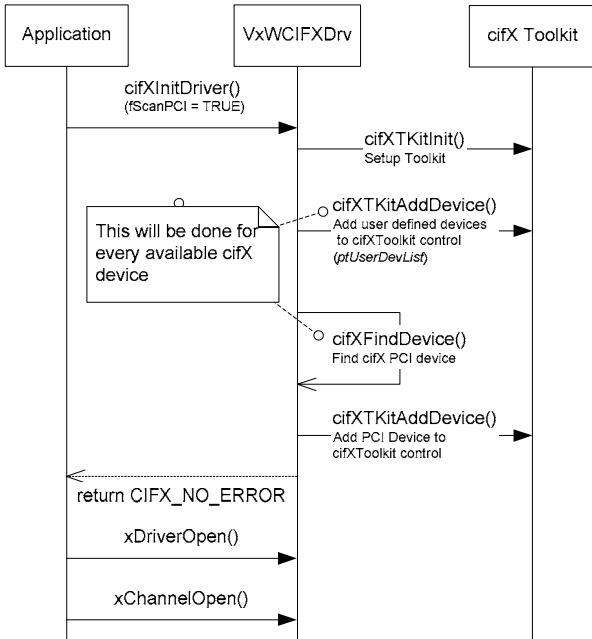 Application
VxWCIFXDrv
cifX Toolkit
cifXInitDriver()
(fScanPCI = TRUE)
cifXTKitInit()
Setup Toolkit
This will be done for
every available cifX
device
cifXTKitAddDevice()
Add user defined devices
to cifXToolkit control
(ptUserDevList)
cifXFindDevice()
Find cifX PCI device
cifXTKitAddDevice()
Add PCI Device to
cifXToolkit control
return CIFX_NO_ERROR
xDriverOpen()
xChannelOpen()